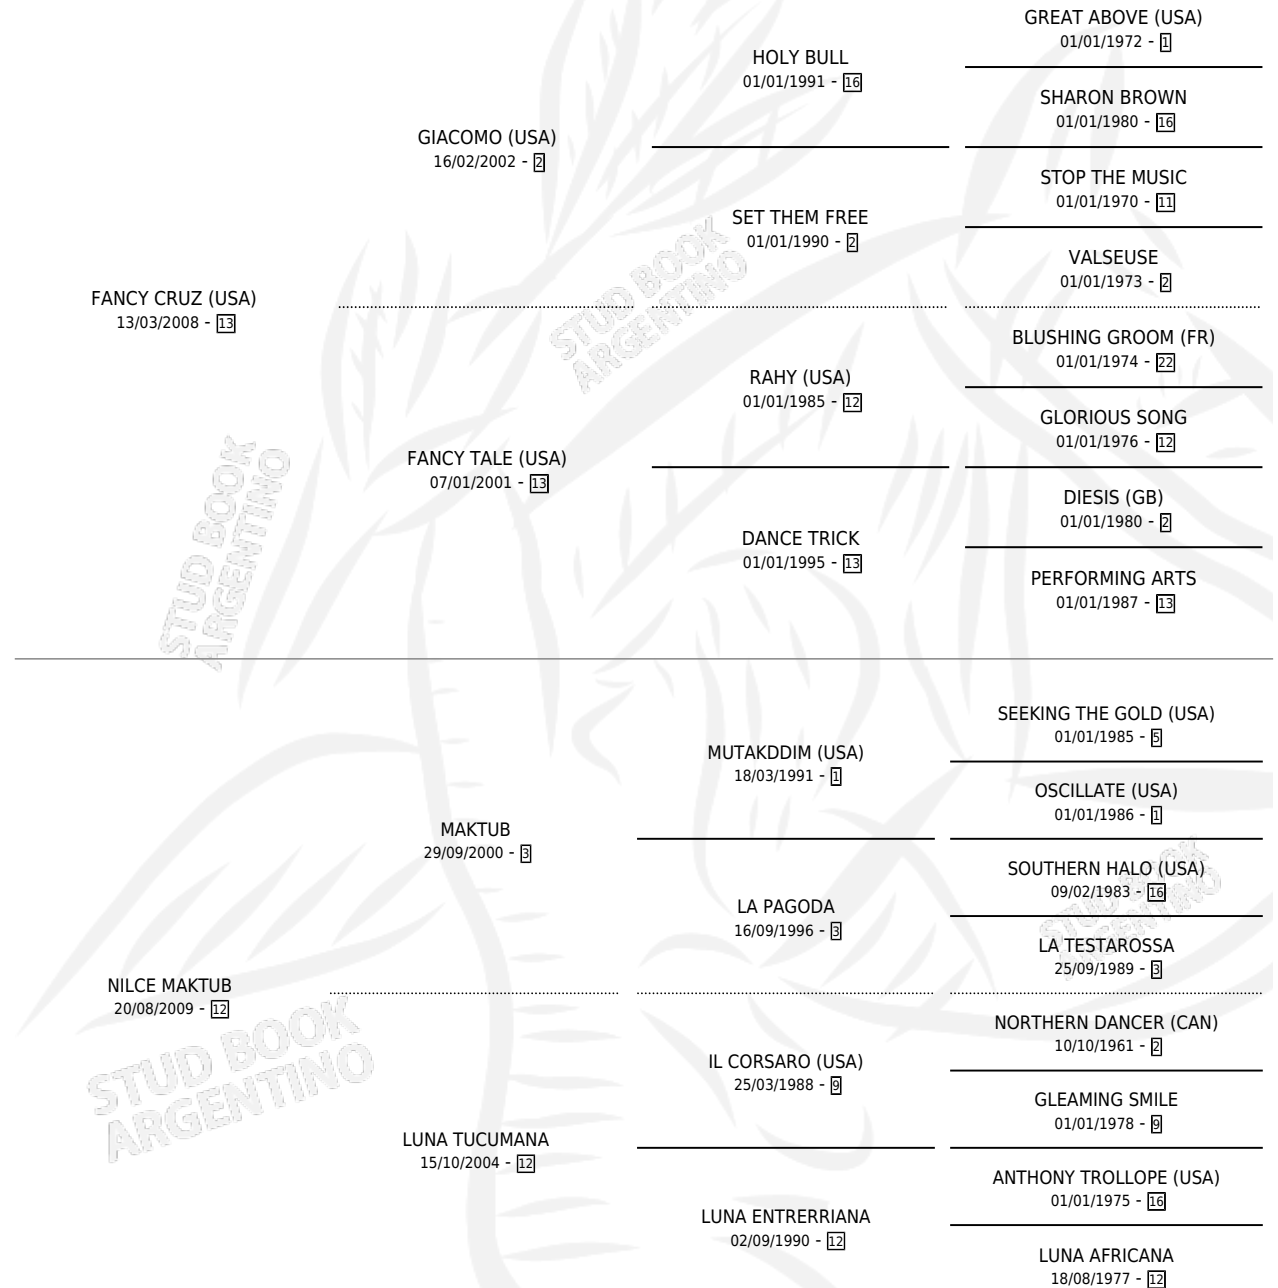 GREAT ABOVE (USA)
01/01/1972 - 1
HOLY BULL
01/01/1991 - 16
SHARON BROWN
01/01/1980 - 16
GIACOMO (USA)
16/02/2002 - 2
STOP THE MUSIC
01/01/1970 - 11
SET THEM FREE
01/01/1990 - 2
VALSEUSE
01/01/1973 - 2
FANCY CRUZ (USA)
13/03/2008 - 13
STUD BOOK
ARGENTINO
BLUSHING GROOM (FR)
01/01/1974 - 22
RAHY (USA)
01/01/1985 - 12
GLORIOUS SONG
01/01/1976 - 12
FANCY TALE (USA)
07/01/2001 - 13
STUD BOOK
ARGENTINO
DIESIS (GB)
01/01/1980 - 2
DANCE TRICK
01/01/1995 - 13
PERFORMING ARTS
01/01/1987 - 13
SEEKING THE GOLD (USA)
01/01/1985 - 5
MUTAKDDIM (USA)
18/03/1991 - 1
OSCILLATE (USA)
01/01/1986 - 1
MAKTUB
29/09/2000 - 3
SOUTHERN HALO (USA)
09/02/1983 - 16
STUD BOOK
ARGENTINO
LA PAGODA
16/09/1996 - 3
LA TESTAROSSA
25/09/1989 - 3
NILCE MAKTUB
20/08/2009 - 12
STUD BOOK
ARGENTINO
NORTHERN DANCER (CAN)
10/10/1961 - 2
IL CORSARO (USA)
25/03/1988 - 9
GLEAMING SMILE
01/01/1978 - 9
LUNA TUCUMANA
15/10/2004 - 12
ANTHONY TROLLOPE (USA)
01/01/1975 - 16
LUNA ENTRERRIANA
02/09/1990 - 12
LUNA AFRICANA
18/08/1977 - 12